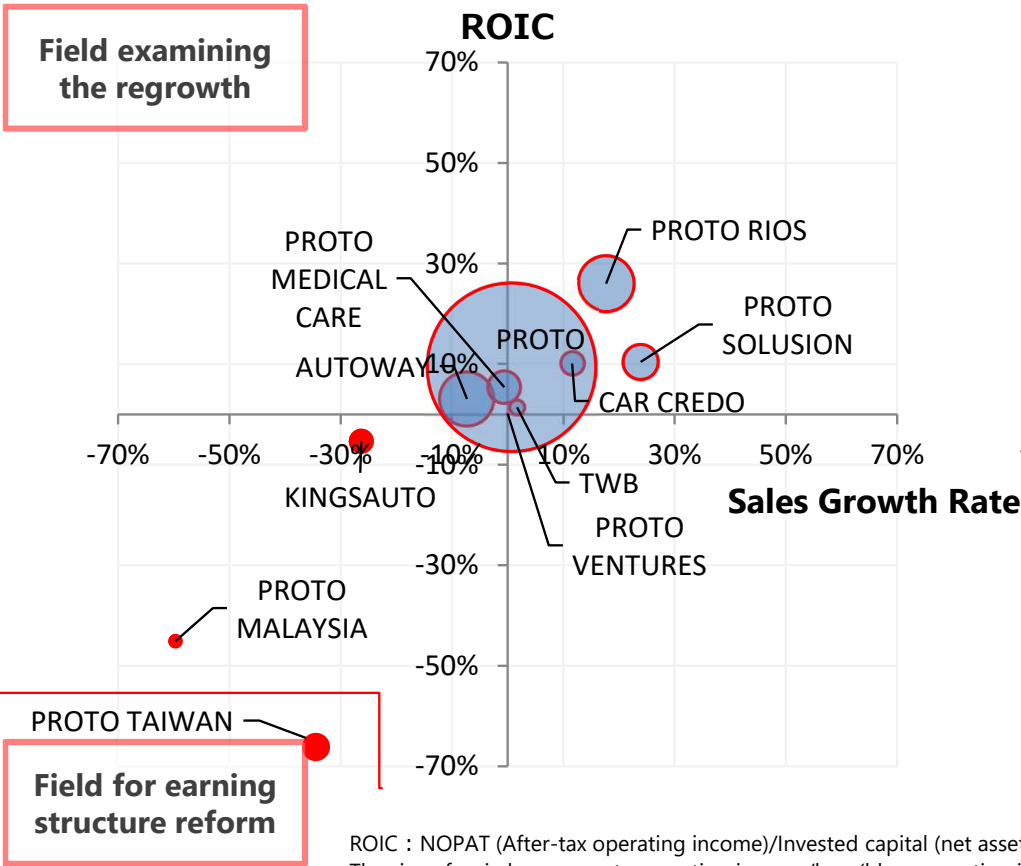 ROIC
Field examining
the regrowth
70%
50%
30%
10%
-10%
-30%
-50%
-70%
-70%
-50%
-30%
-10%
10%
30%
50%
70%
Sales Growth Rate
PROTO RIOS
PROTO
SOLUSION
PROTO
MEDICAL
CARE
AUTOWAY
PROTO
CAR CREDO
TWB
PROTO
VENTURES
KINGSAUTO
PROTO
MALAYSIA
PROTO TAIWAN
Field for earning
structure reform
ROIC：NOPAT (After-tax operating income)/Invested capital (net asset